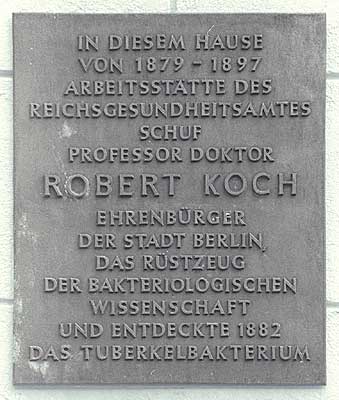 IN DIESEM HAUSE
VON 1879 - 1897
ARBEITSSTÄTTE DES
REICHSGESUNDHEITSAMTES
SCHUF
PROFESSOR DOKTOR
ROBERT KOCH
EHRENBÜRGER
DER STADT BERLIN,
DAS RÜSTZEUG
DER BAKTERIOLOGISCHEN
WISSENSCHAFT
UND ENTDECKTE 1882
DAS TUBERKELBAKTERIUM